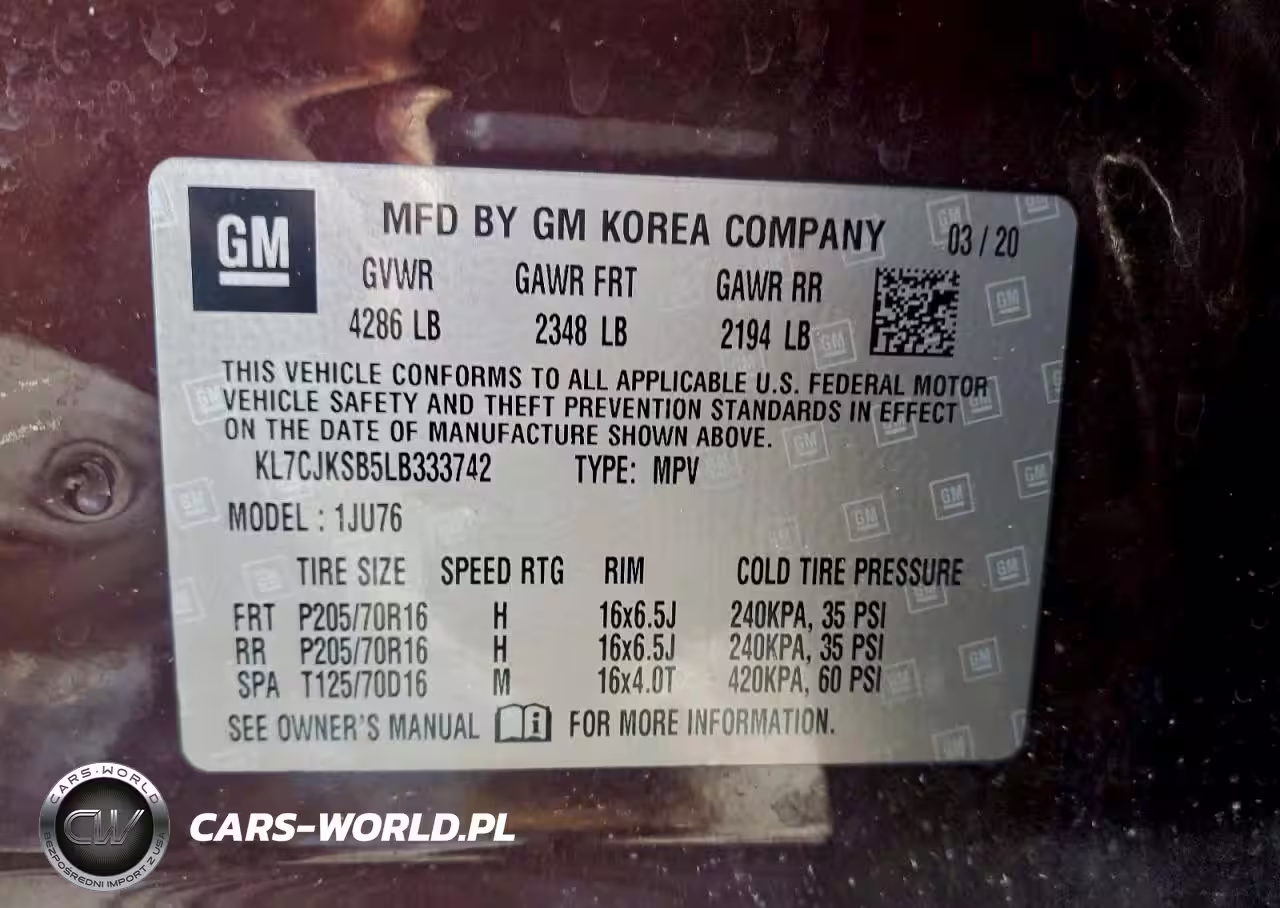 GM
MFD BY GM KOREA COMPANY 03 / 20
GVWR GAWR FRT GAWR RR
4286 LB 2348 LB 2194 LB
THIS VEHICLE CONFORMS TO ALL APPLICABLE U.S. FEDERAL MOTOR
VEHICLE SAFETY AND THEFT PREVENTION STANDARDS IN EFFECT
ON THE DATE OF MANUFACTURE SHOWN ABOVE.
KL7CJKSB5LB333742 TYPE: MPV
MODEL : 1JU76
TIRE SIZE SPEED RTG RIM COLD TIRE PRESSURE
FRT P205/70R16 H 16x6.5J 240KPA, 35 PSI
RR P205/70R16 H 16x6.5J 240KPA, 35 PSI
SPA T125/70D16 M 16x4.0T 420KPA, 60 PSI
SEE OWNER'S MANUAL i FOR MORE INFORMATION.
CARS-WORLD
CW
BEZPOŚREDNI IMPORT Z USA
CARS-WORLD.PL